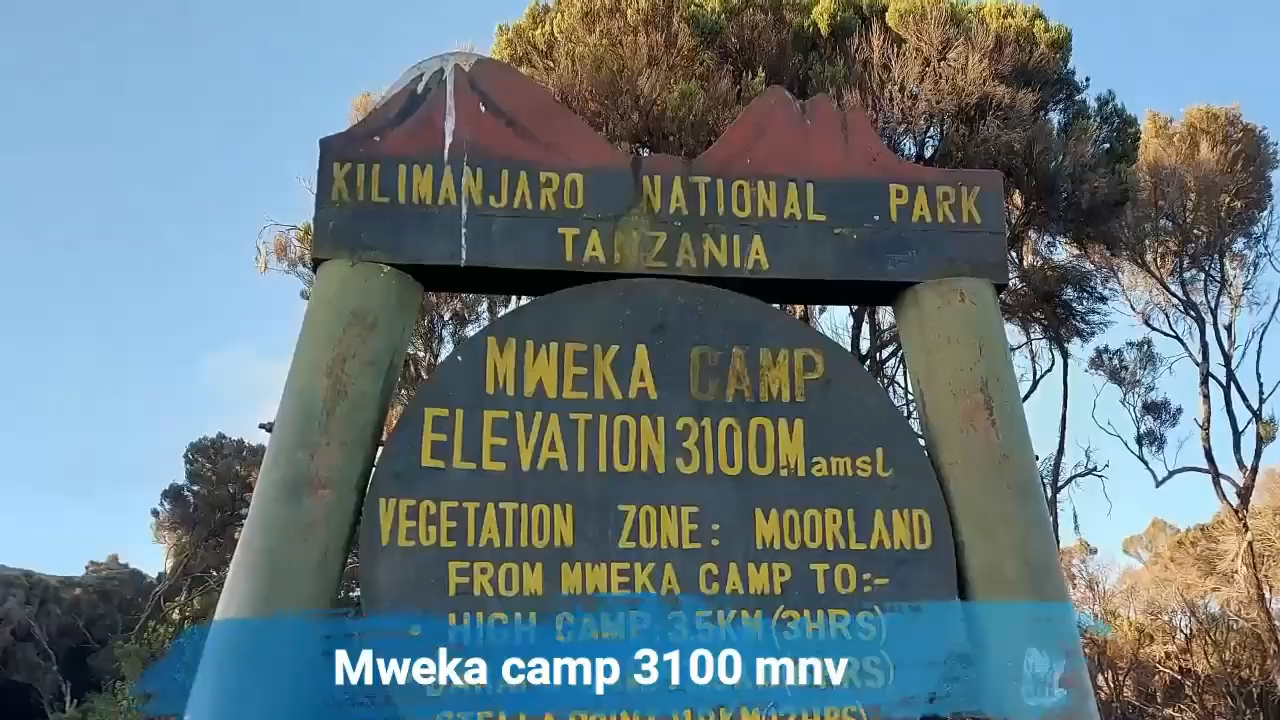 KILIMANJARO NATIONAL PARK
TANZANIA
MWEKA CAMP
ELEVATION 3100M amsl
VEGETATION ZONE: MOORLAND
FROM MWEKA CAMP TO:-
• HIGH CAMP 3.5KM (3HRS)
Mweka camp 3100 mnv